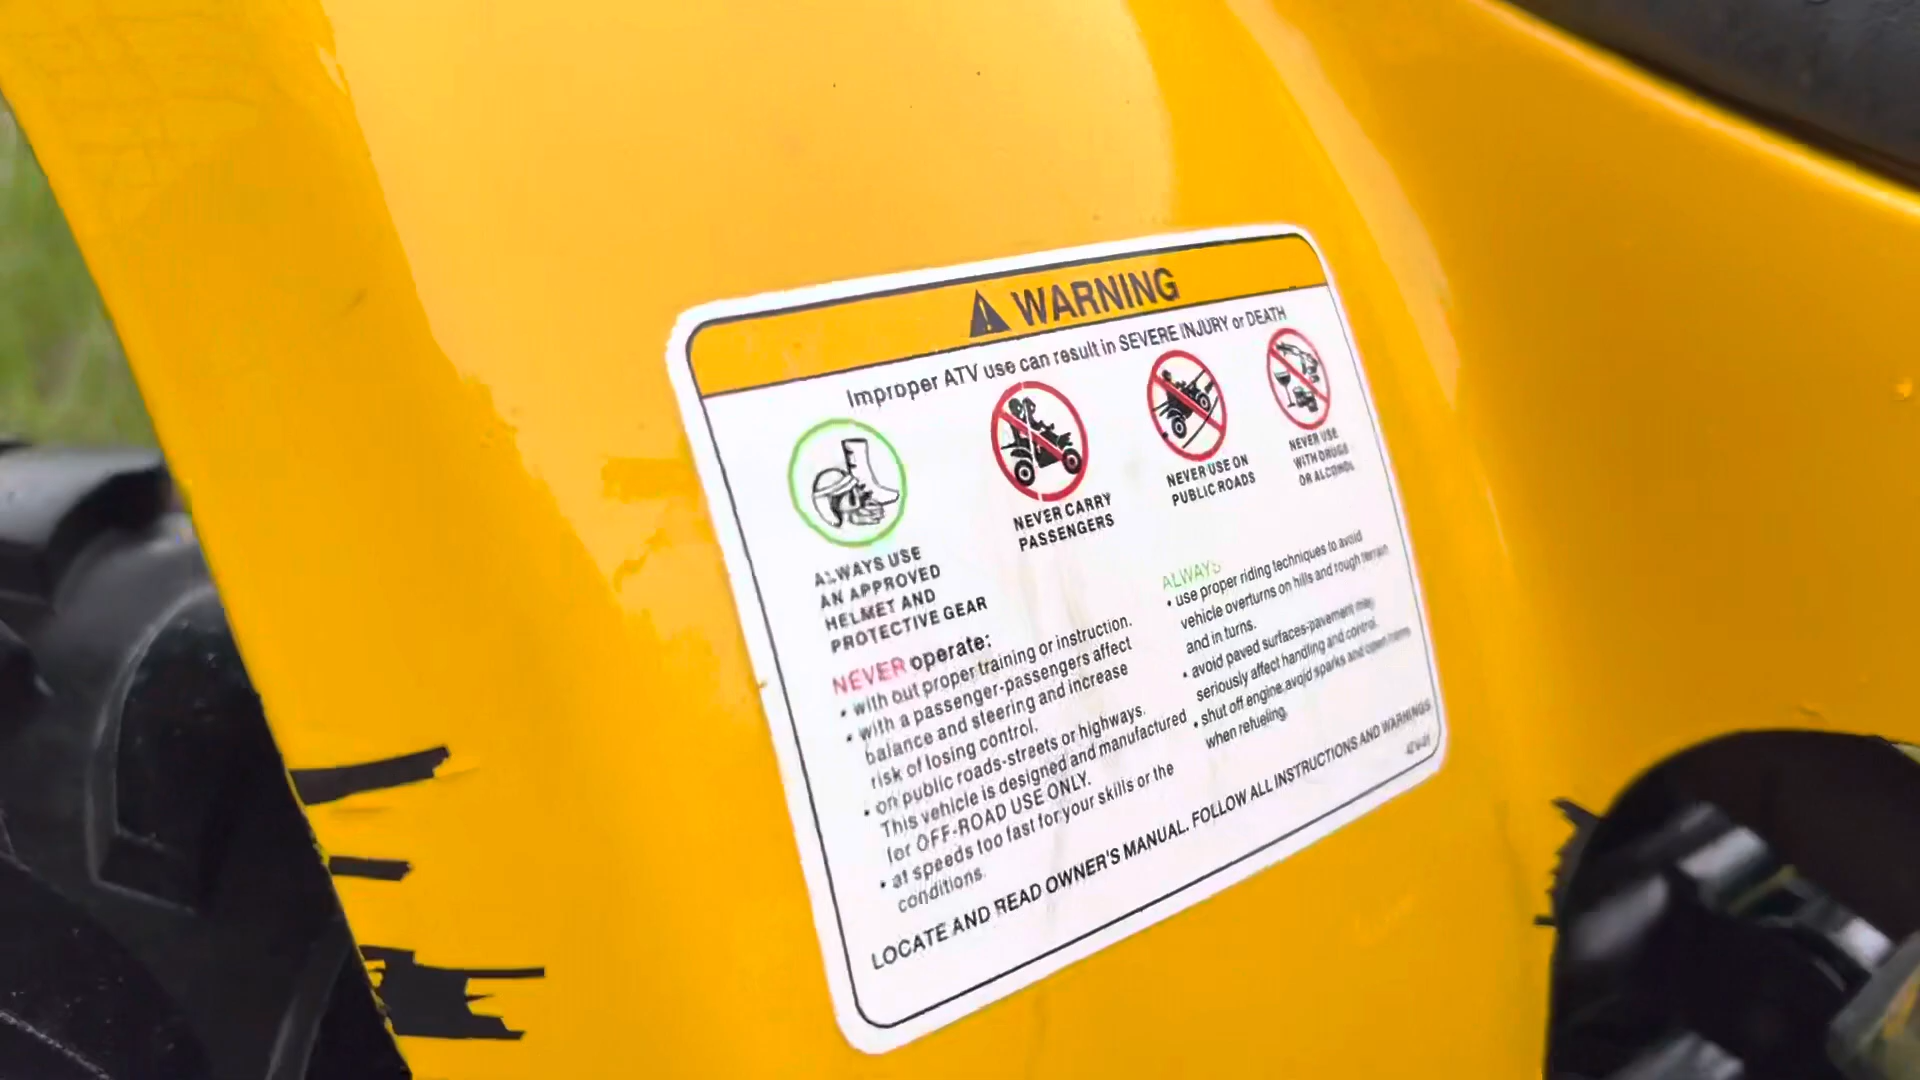 WARNING
Improper ATV use can result in SEVERE INJURY or DEATH
ALWAYS USE
AN APPROVED
HELMET AND
PROTECTIVE GEAR
NEVER CARRY
PASSENGERS
NEVER USE ON
PUBLIC ROADS
NEVER USE
WITH DRUGS
OR ALCOHOL
NEVER operate:
• with out proper training or instruction.
• with a passenger-passengers affect
balance and steering and increase
risk of losing control.
• on public roads-streets or highways.
This vehicle is designed and manufactured
for OFF-ROAD USE ONLY.
• at speeds too fast for your skills or the
conditions.
ALWAYS
• use proper riding techniques to avoid
vehicle overturns on hills and rough terrain
and in turns.
• avoid paved surfaces-pavement may
seriously affect handling and control.
• shut off engine,avoid sparks and open
when refueling.
LOCATE AND READ OWNER'S MANUAL. FOLLOW ALL INSTRUCTIONS AND WARNINGS